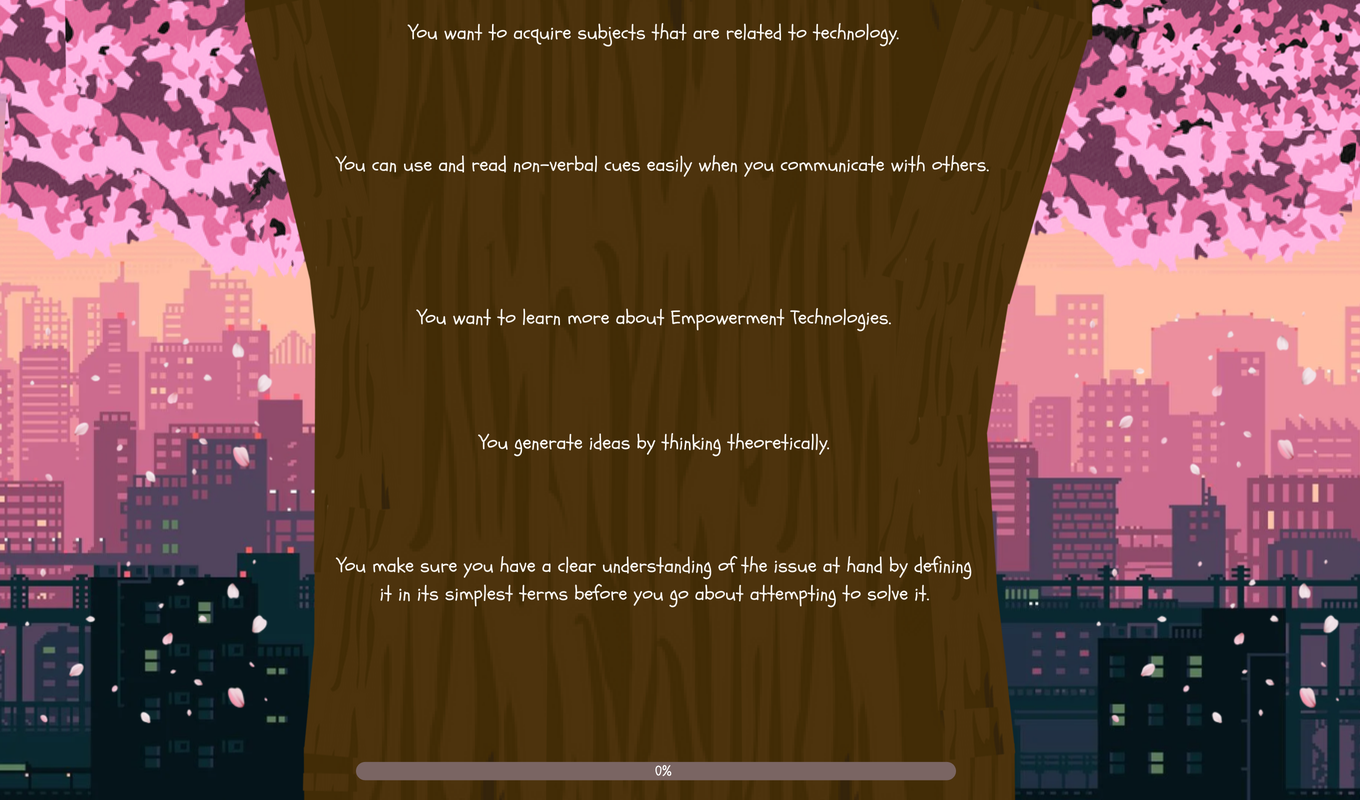 You want to acquire subjects that are related to technology.
You can use and read non-verbal cues easily when you communicate with others.
You want to learn more about Empowerment Technologies.
You generate ideas by thinking theoretically.
You make sure you have a clear understanding of the issue at hand by defining
it in its simplest terms before you go about attempting to solve it.
0%